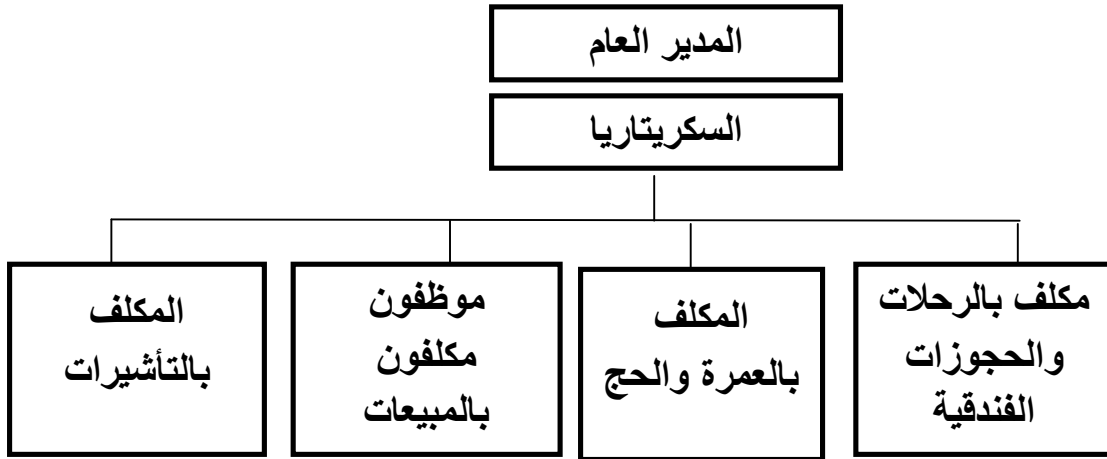 المدير العام
السكريتاريا
مكلف بالرحلات
والحجوزات
الفندقية
المكلف
بالعمرة والحج
موظفون
مكلفون
بالمبيعات
المكلف
بالتأشيرات